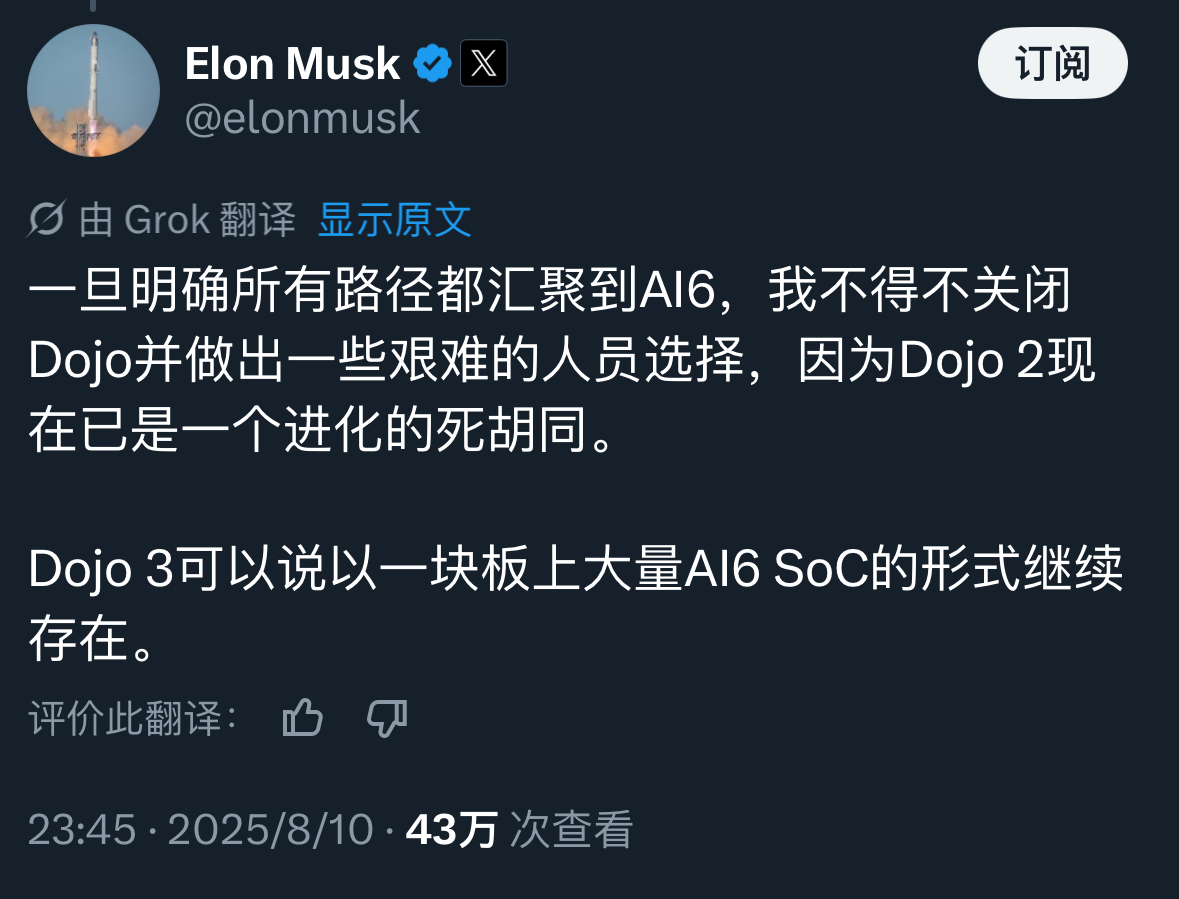 Elon Musk
@elonmusk
订阅
由 Grok 翻译 显示原文
一旦明确所有路径都汇聚到AI6，我不得不关闭
Dojo并做出一些艰难的人员选择，因为Dojo 2现
在已是一个进化的死胡同。
Dojo 3可以说以一块板上大量AI6 SoC的形式继续
存在。
评价此翻译：
23:45 · 2025/8/10 · 43万 次查看